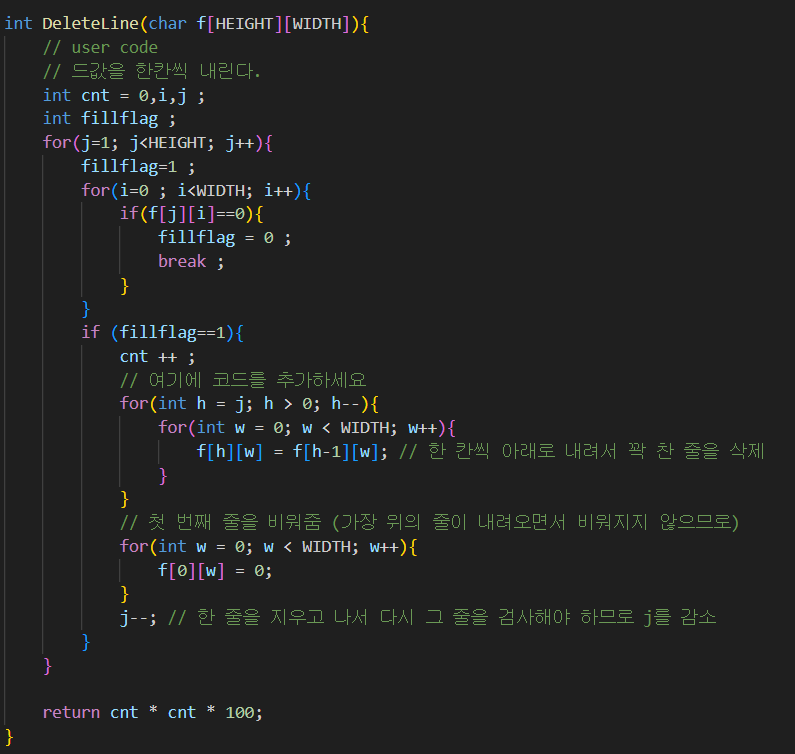 int DeleteLine(char f[HEIGHT][WIDTH]){
    // user code
    // 드값을 한칸씩 내린다.
    int cnt = 0,i,j ;
    int fillflag ;
    for(j=1; j<HEIGHT; j++){
        fillflag=1 ;
        for(i=0 ; i<WIDTH; i++){
            if(f[j][i]==0){
                fillflag = 0 ;
                break ;
            }
        }
        if (fillflag==1){
            cnt ++ ;
            // 여기에 코드를 추가하세요
            for(int h = j; h > 0; h--){
                for(int w = 0; w < WIDTH; w++){
                    f[h][w] = f[h-1][w]; // 한 칸씩 아래로 내려서 꽉 찬 줄을 삭제
                }
            }
            // 첫 번째 줄을 비워줌 (가장 위의 줄이 내려오면서 비워지지 않으므로)
            for(int w = 0; w < WIDTH; w++){
                f[0][w] = 0;
            }
            j--; // 한 줄을 지우고 나서 다시 그 줄을 검사해야 하므로 j를 감소
        }
    }
    return cnt * cnt * 100;
}